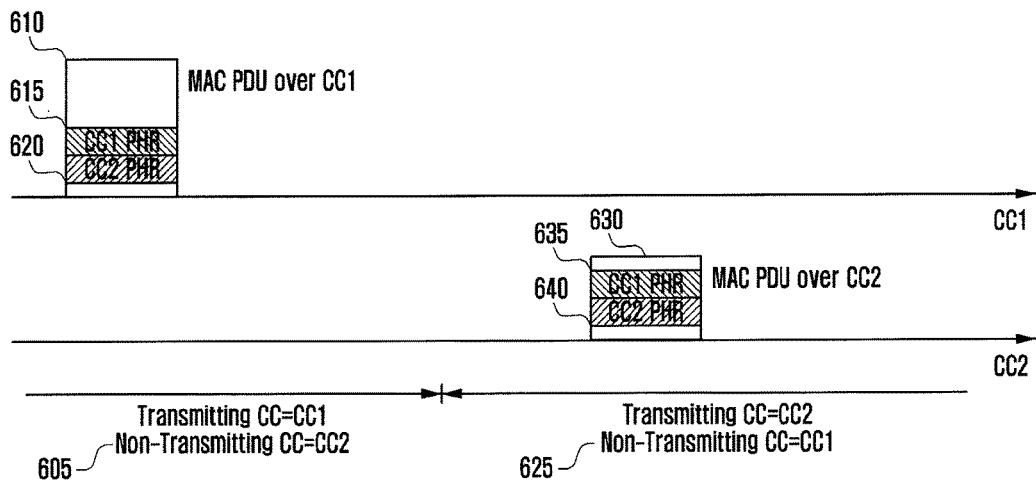 610
MAC PDU over CC1
615
CC1 PHR
620
CC2 PHR
CC1
630
635
MAC PDU over CC2
CC1 PHR
640
CC2 PHR
CC2
Transmitting CC=CC1
Non-Transmitting CC=CC2
605
Transmitting CC=CC2
Non-Transmitting CC=CC1
625